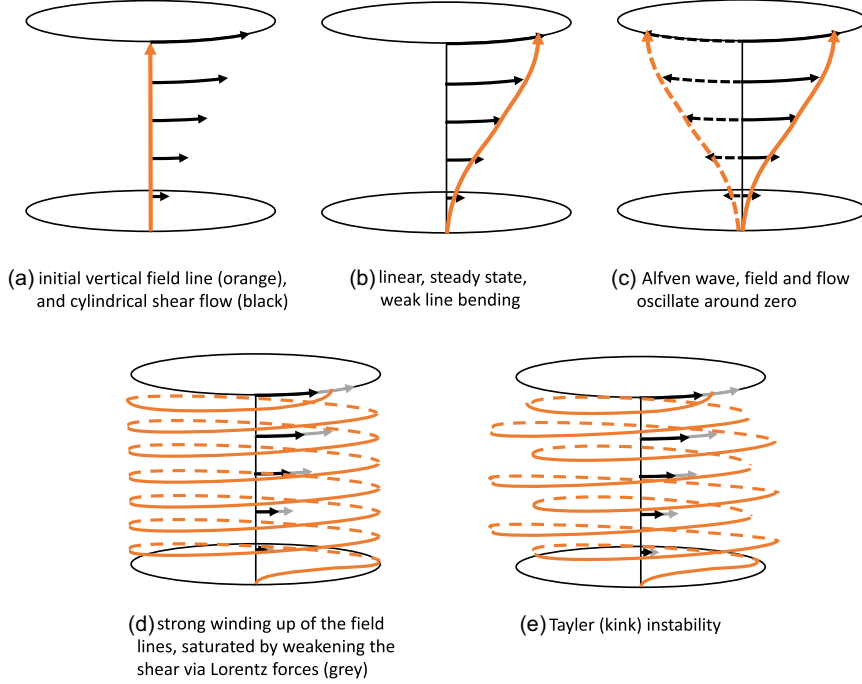 (a) initial vertical field line (orange),
and cylindrical shear flow (black)
(b) linear, steady state,
weak line bending
(c) Alfven wave, field and flow
oscillate around zero
(d) strong winding up of the field
lines, saturated by weakening the
shear via Lorentz forces (grey)
(e) Tayler (kink) instability